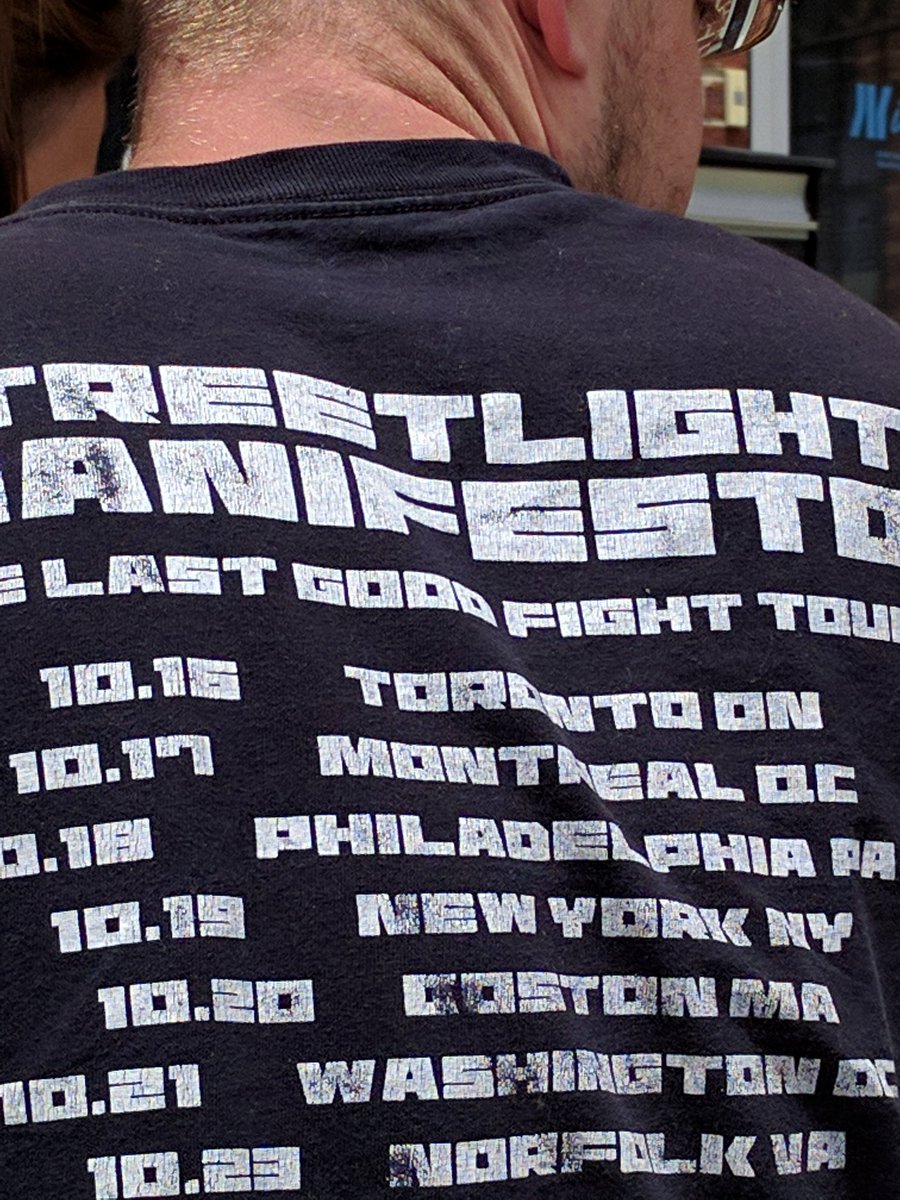 TREETLIGHT
MANIFESTO
E LAST GOOD FIGHT TOUR
10.16 TORONTO ON
10.17 MONTREAL QC
0.18 PHILADELPHIA PA
10.19 NEW YORK NY
10.20 BOSTON MA
10.21 WASHINGTON DC
10.23 NORFOLK VA